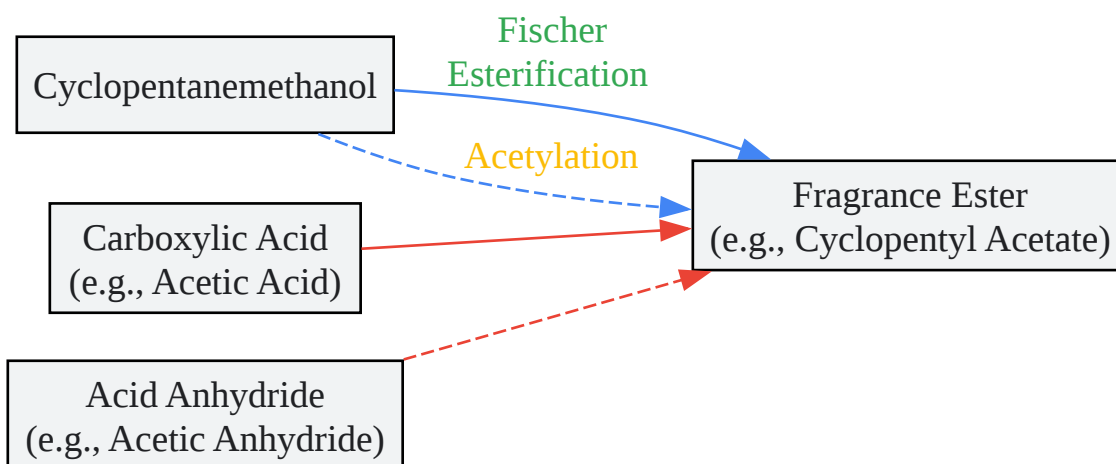 Fischer
Esterification
Cyclopentanemethanol
Acetylation
Fragrance Ester
(e.g., Cyclopentyl Acetate)
Carboxylic Acid
(e.g., Acetic Acid)
Acid Anhydride
(e.g., Acetic Anhydride)